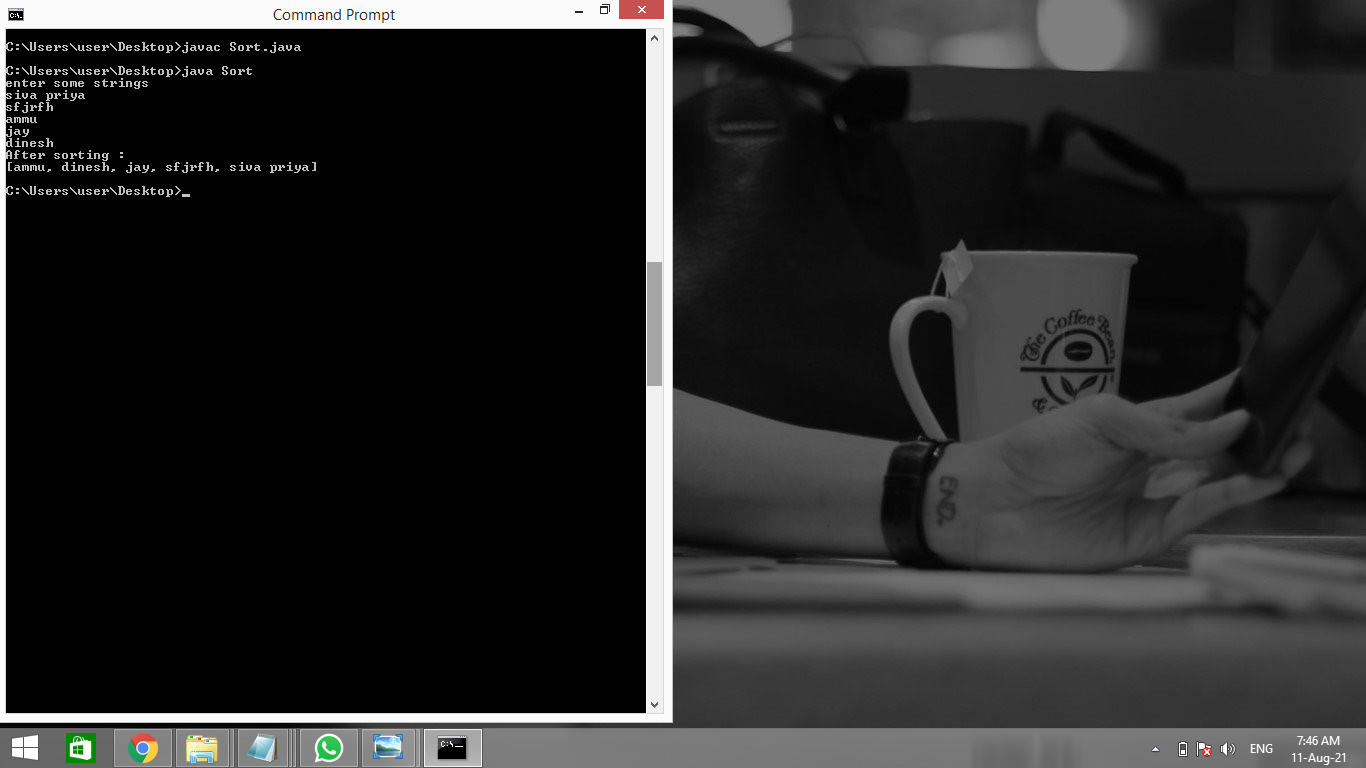 Command Prompt
C:\Users\user\Desktop>javac Sort.java
C:\Users\user\Desktop>java Sort
enter some strings
siva priya
sfjrfh
ammu
jay
dinesh
After sorting :
[ammu, dinesh, jay, sfjrfh, siva priya]
C:\Users\user\Desktop>_
The Coffee Bean
END.
ENG
7:46 AM
11-Aug-21